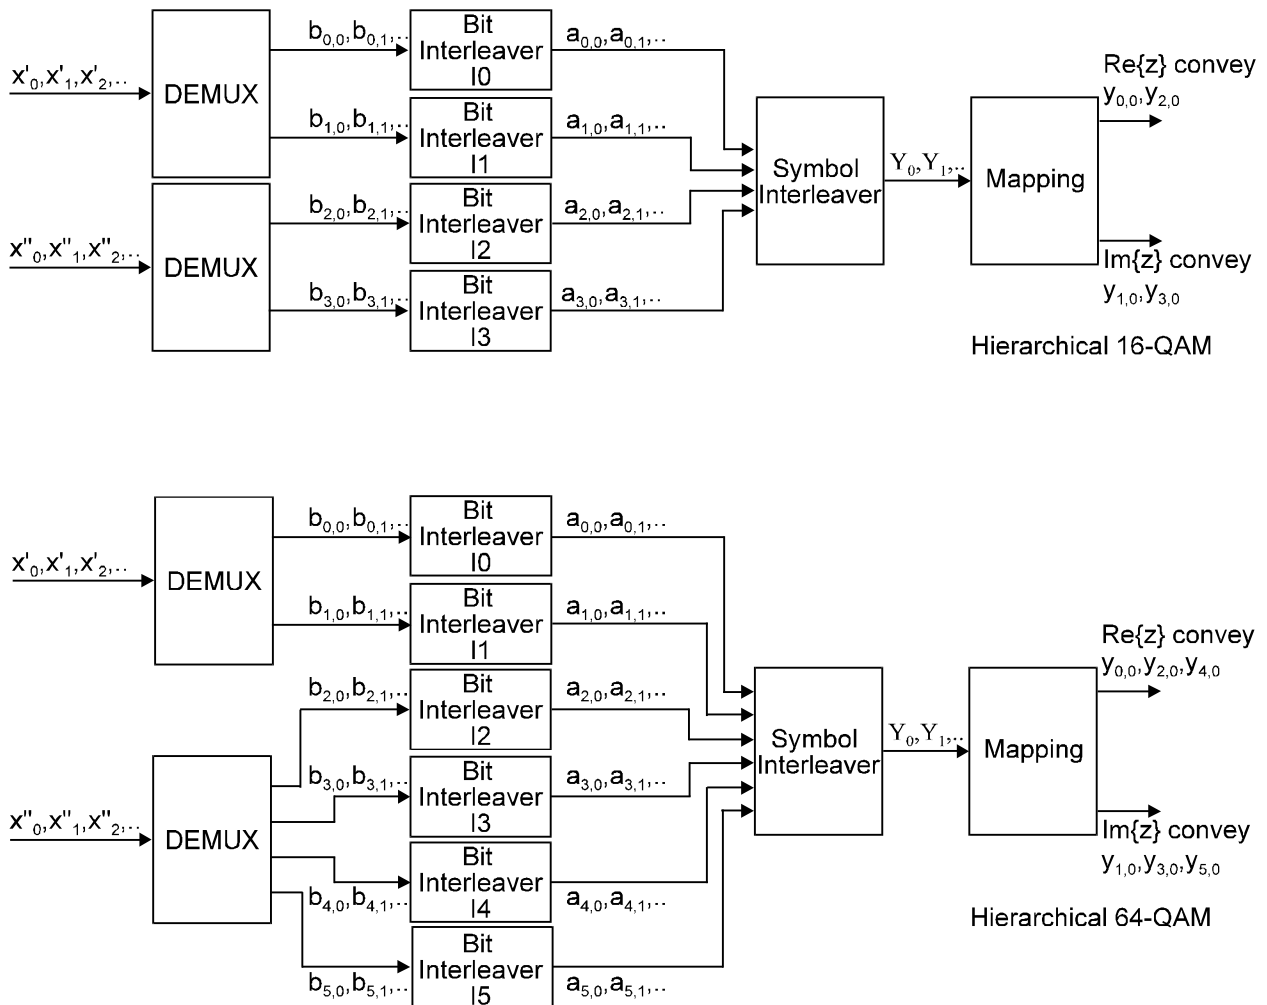 x'0,x'1,x'2,..
DEMUX
b0,0,b0,1,..
Bit
Interleaver
I0
a0,0,a0,1,..
b1,0,b1,1,..
Bit
Interleaver
I1
a1,0,a1,1,..
x"0,x"1,x"2,..
DEMUX
b2,0,b2,1,..
Bit
Interleaver
I2
a2,0,a2,1,..
b3,0,b3,1,..
Bit
Interleaver
I3
a3,0,a3,1,..
Symbol
Interleaver
Y0,Y1,..
Mapping
Re{z} convey
y0,0,y2,0
Im{z} convey
y1,0,y3,0
Hierarchical 16-QAM
x'0,x'1,x'2,..
DEMUX
b0,0,b0,1,..
Bit
Interleaver
I0
a0,0,a0,1,..
b1,0,b1,1,..
Bit
Interleaver
I1
a1,0,a1,1,..
x"0,x"1,x"2,..
DEMUX
b2,0,b2,1,..
Bit
Interleaver
I2
a2,0,a2,1,..
b3,0,b3,1,..
Bit
Interleaver
I3
a3,0,a3,1,..
b4,0,b4,1,..
Bit
Interleaver
I4
a4,0,a4,1,..
b5,0,b5,1,..
Bit
Interleaver
I5
a5,0,a5,1,..
Symbol
Interleaver
Y0,Y1,..
Mapping
Re{z} convey
y0,0,y2,0,y4,0
Im{z} convey
y1,0,y3,0,y5,0
Hierarchical 64-QAM